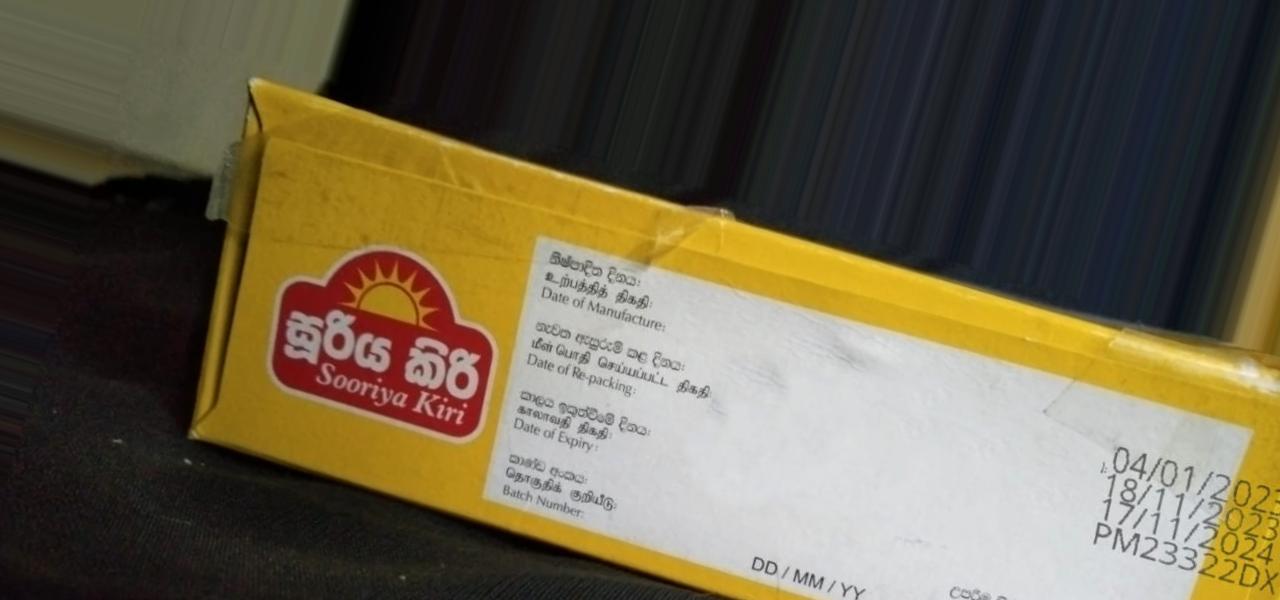 සූරිය කිරි
Sooriya Kiri
නිෂ්පාදිත දිනය:
உற்பத்தித் திகதி:
Date of Manufacture:
නැවත ඇසුරුම් කළ දිනය:
மீள் பொதி செய்யப்பட்ட திகதி:
Date of Re-packing:
කාලය ඉකුත්වීමේ දිනය:
காலாவதி திகதி:
Date of Expiry:
කාණ්ඩ අංකය:
தொகுதிக் குறியீடு:
Batch Number:
04/01/2023
18/11/2023
17/11/2024
PM23322DX
DD / MM / YY
උපරිම